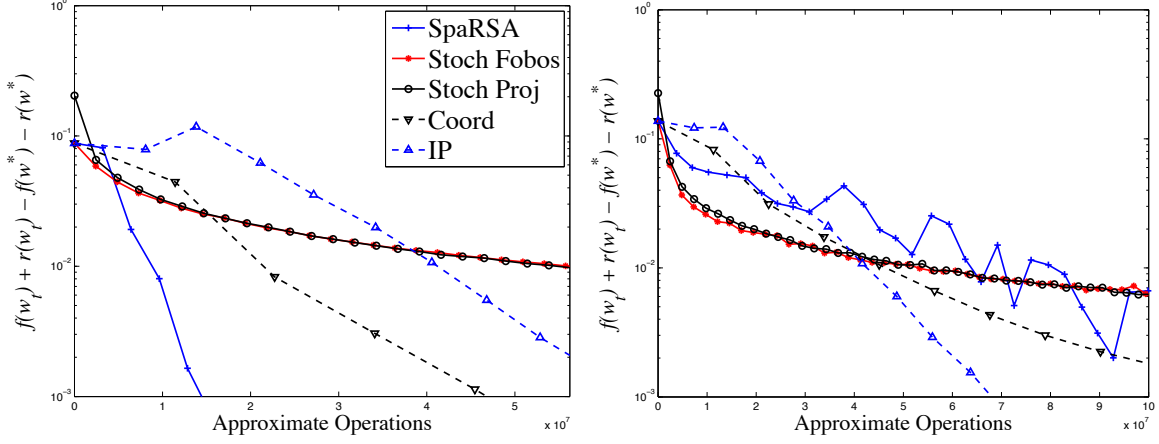 f(w_t) + r(w_t) − f(w^*) − r(w^*)
10^0
10^{-1}
10^{-2}
10^{-3}
SpaRSA
Stoch Fobos
Stoch Proj
Coord
IP
0 1 2 3 4 5
x 10^7
Approximate Operations
f(w_t) + r(w_t) − f(w^*) − r(w^*)
10^0
10^{-1}
10^{-2}
10^{-3}
0 1 2 3 4 5 6 7 8 9 10
x 10^7
Approximate Operations